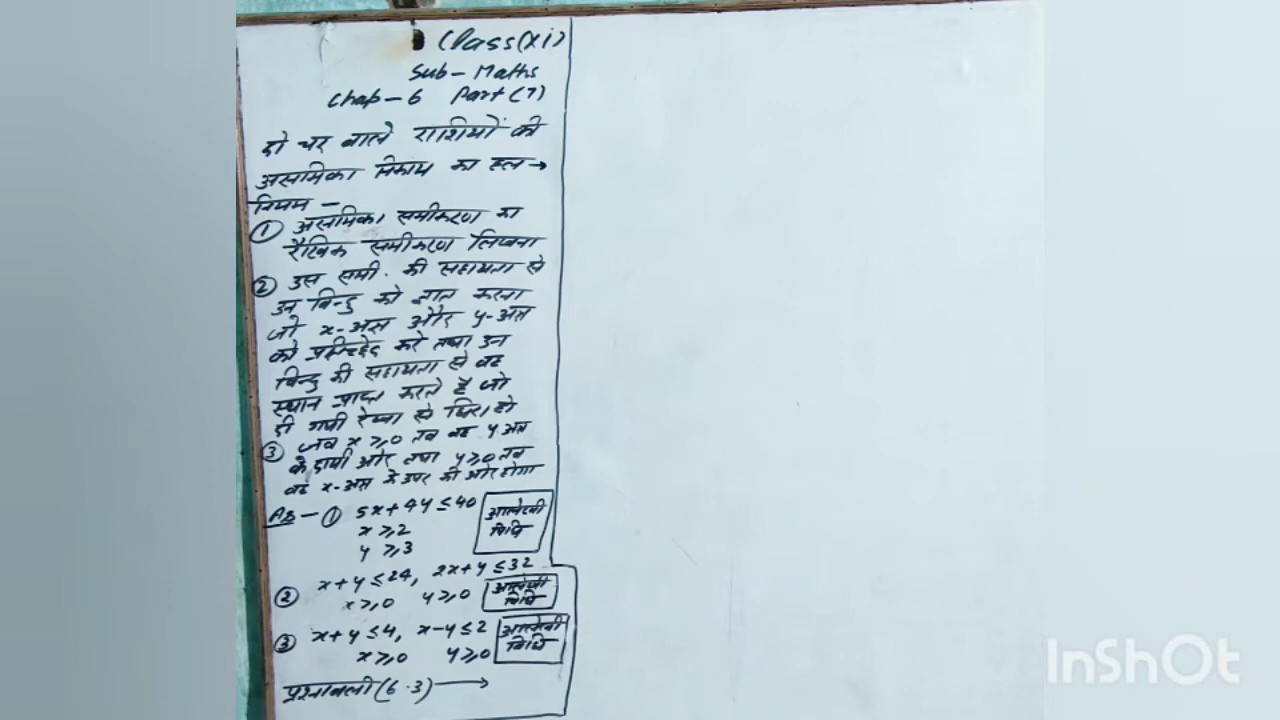 Class(xi)
Sub-Maths
Chap-6 Part(7)
दो चर वाले राशियों की
असमिका निकाय का हल →
नियम -
① असमिका समीकरण का
रैखिक समीकरण लिखना
② उस समी. की सहायता से
उन बिन्दु को ज्ञात करना
जो x-अक्ष और y-अक्ष
को प्रतिच्छेद करे तथा उन
बिन्दु की सहायता से वह
स्थान प्राप्त करते है जो
दी गयी रेखा से घिरा हो
③ जब x ≥ 0 तब वह y अक्ष
के दायी ओर तथा y ≥ 0 तब
वह x-अक्ष के उपर की ओर होगा
① 5x + 4y ≤ 40 आलेखी
x ≥ 2 विधि
y ≥ 3
② x + y ≤ 24, 2x + y ≤ 32
x ≥ 0 y ≥ 0 आलेखी विधि
③ x + y ≤ 4, x - y ≤ 2 आलेखी
x ≥ 0 y ≥ 0 विधि
प्रश्नावली (6.3) →
InShOt